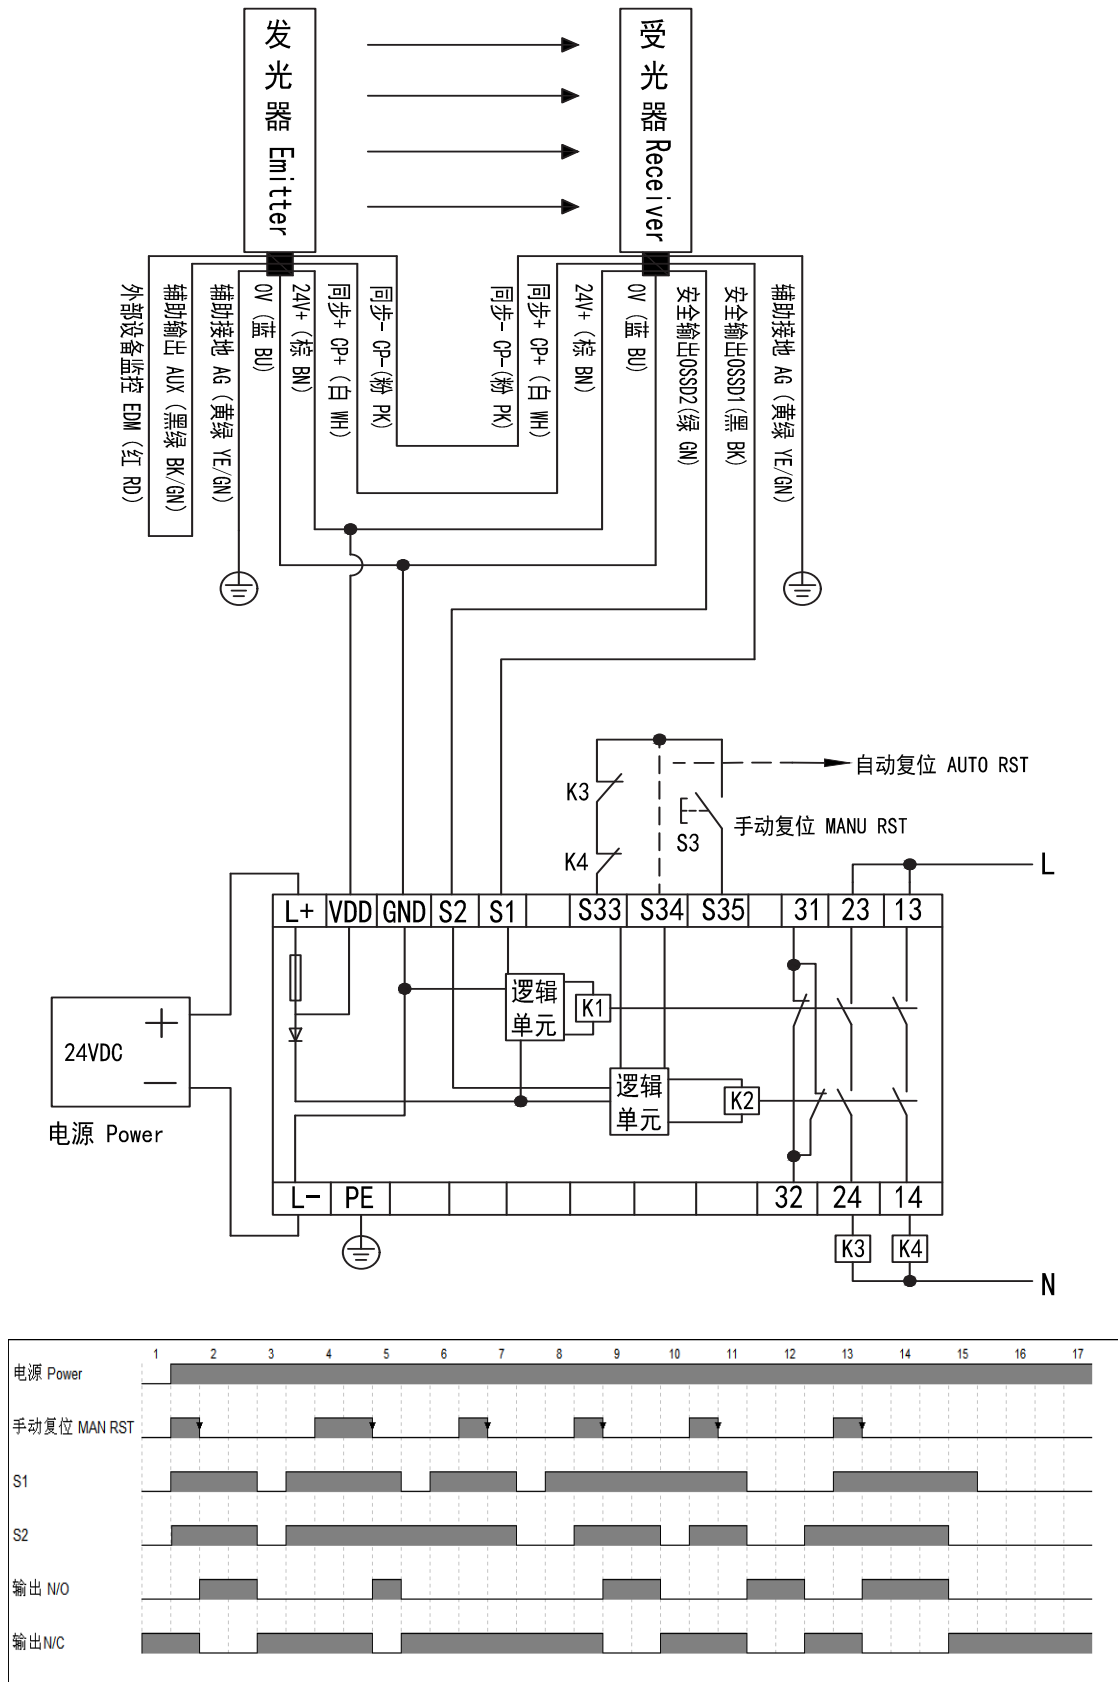 发光器 Emitter
受光器 Receiver
外部设备监控 EDM (红 RD)
辅助输出 AUX (黑绿 BK/GN)
辅助接地 AG (黄绿 YE/GN)
0V (蓝 BU)
24V+ (棕 BN)
同步+ CP+ (白 WH)
同步- CP-(粉 PK)
同步- CP-(粉 PK)
同步+ CP+ (白 WH)
24V+ (棕 BN)
0V (蓝 BU)
安全输出OSSD2(绿 GN)
安全输出OSSD1(黑 BK)
辅助接地 AG (黄绿 YE/GN)
自动复位 AUTO RST
K3
手动复位 MANU RST
S3
K4
L
L+ VDD GND S2 S1 S33 S34 S35 31 23 13
逻辑
单元
K1
24VDC
+
—
逻辑
单元
K2
电源 Power
L- PE 32 24 14
K3 K4
N
1 2 3 4 5 6 7 8 9 10 11 12 13 14 15 16 17
电源 Power
手动复位 MAN RST
S1
S2
输出 N/O
输出N/C